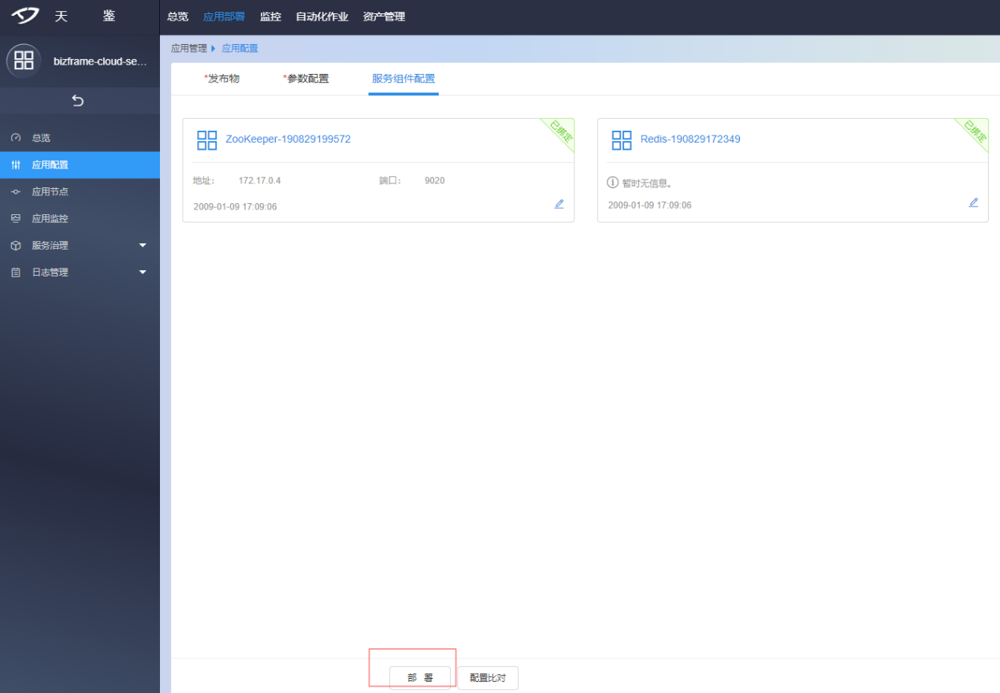 天 鉴
总览 应用部署 监控 自动化作业 资产管理
bizframe-cloud-se...
应用管理 应用配置
*发布物 *参数配置 服务组件配置
总览
应用配置
应用节点
应用监控
服务治理
日志管理
ZooKeeper-190829199572
已绑定
地址: 172.17.0.4 端口: 9020
2009-01-09 17:09:06
Redis-190829172349
已绑定
暂时无信息。
2009-01-09 17:09:06
部 署 配置比对